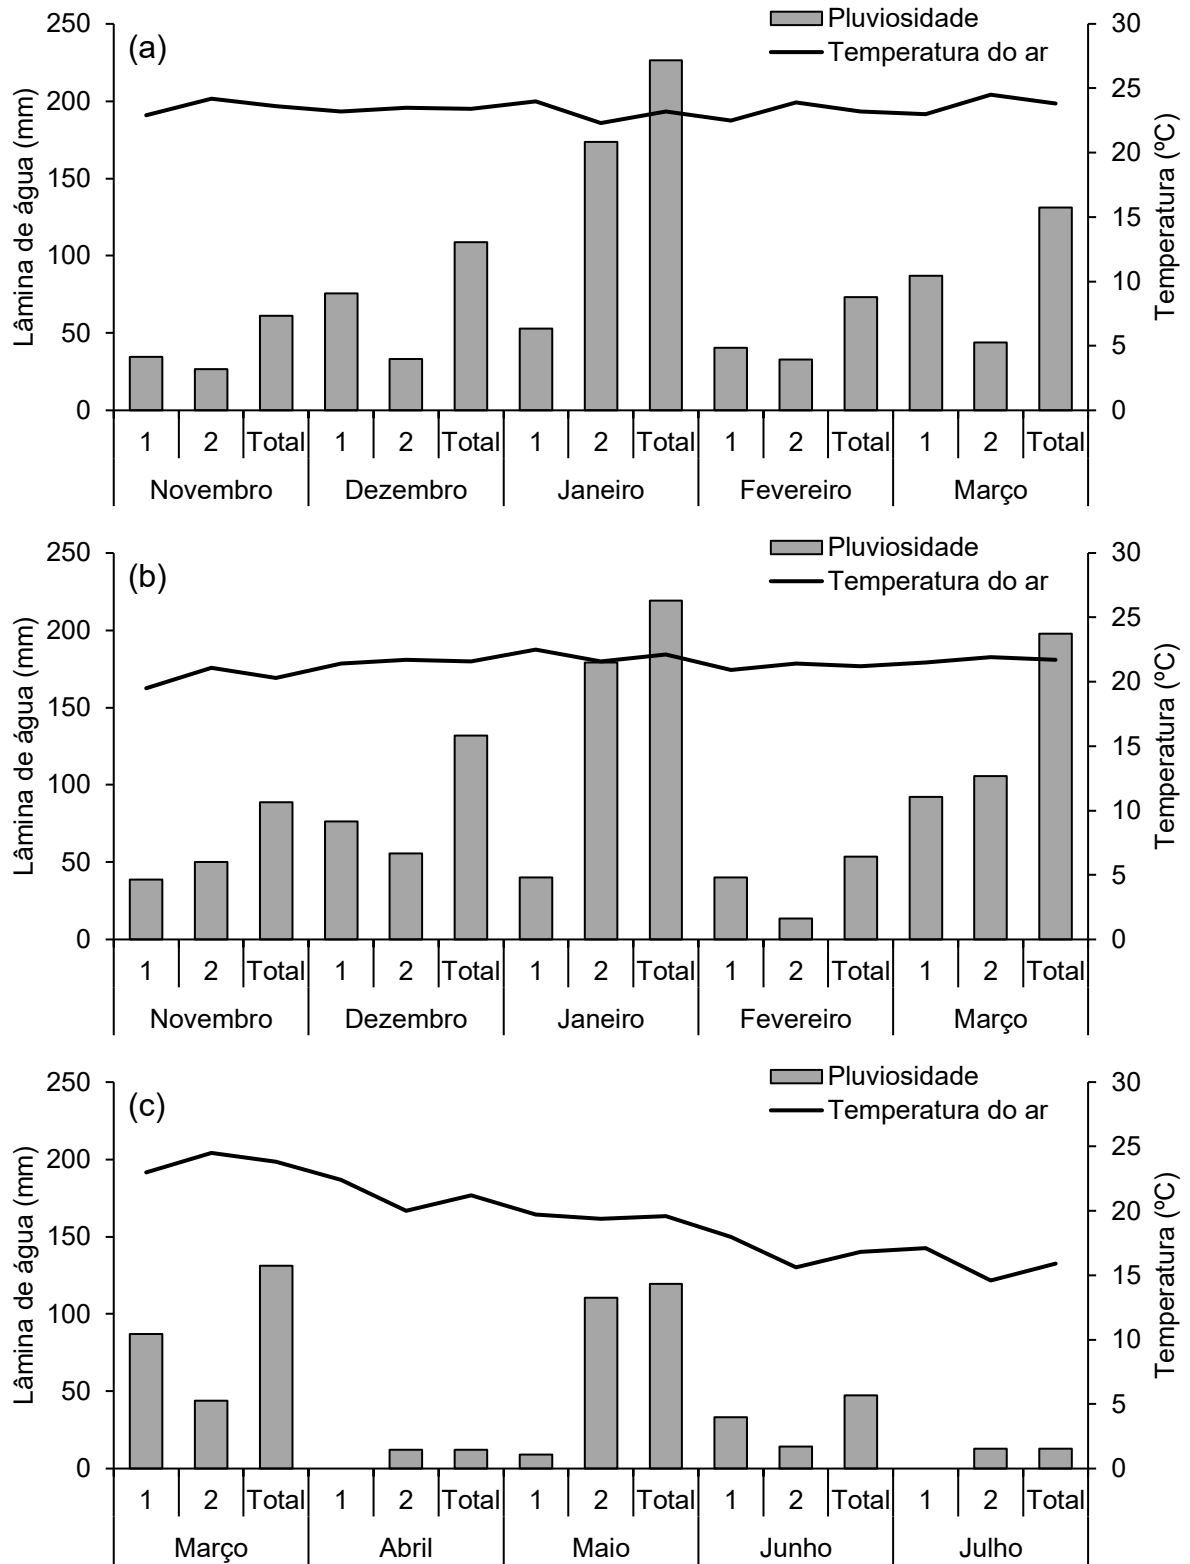 Pluviosidade
Temperatura do ar
(a)
Lâmina de água (mm)
250
200
150
100
50
0
30
25
20
15
10
5
0
Temperatura (ºC)
1 2 Total 1 2 Total 1 2 Total 1 2 Total 1 2 Total
Novembro Dezembro Janeiro Fevereiro Março
Pluviosidade
Temperatura do ar
(b)
Lâmina de água (mm)
250
200
150
100
50
0
30
25
20
15
10
5
0
Temperatura (ºC)
1 2 Total 1 2 Total 1 2 Total 1 2 Total 1 2 Total
Novembro Dezembro Janeiro Fevereiro Março
Pluviosidade
Temperatura do ar
(c)
Lâmina de água (mm)
250
200
150
100
50
0
30
25
20
15
10
5
0
Temperatura (ºC)
1 2 Total 1 2 Total 1 2 Total 1 2 Total 1 2 Total
Março Abril Maio Junho Julho